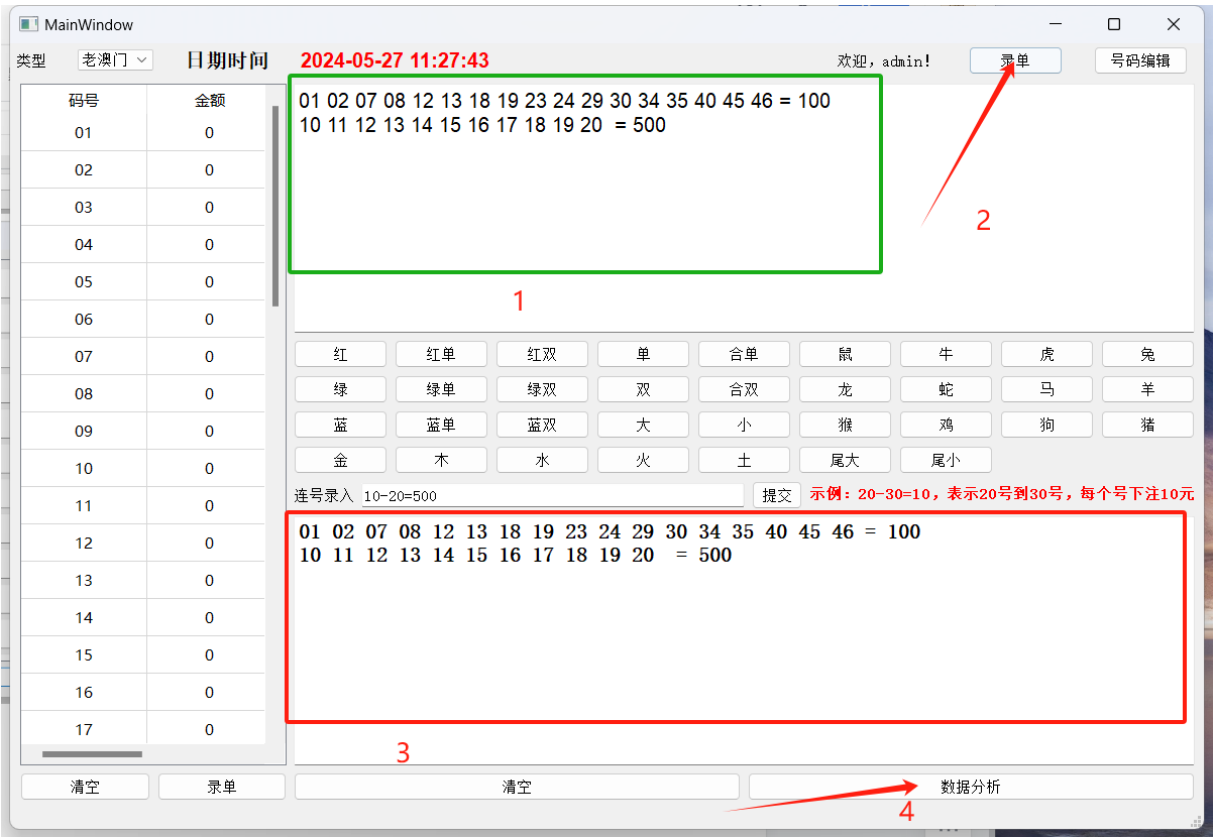 MainWindow
类型 老澳门 日期时间 2024-05-27 11:27:43 欢迎，admin! 录单 号码编辑
码号 金额
01 0
02 0
03 0
04 0
05 0
06 0
07 0
08 0
09 0
10 0
11 0
12 0
13 0
14 0
15 0
16 0
17 0
清空 录单
01 02 07 08 12 13 18 19 23 24 29 30 34 35 40 45 46 = 100
10 11 12 13 14 15 16 17 18 19 20 = 500
2
1
红 红单 红双 单 合单 鼠 牛 虎 兔
绿 绿单 绿双 双 合双 龙 蛇 马 羊
蓝 蓝单 蓝双 大 小 猴 鸡 狗 猪
金 木 水 火 土 尾大 尾小
连号录入 10-20=500 提交 示例：20-30=10，表示20号到30号，每个号下注10元
01 02 07 08 12 13 18 19 23 24 29 30 34 35 40 45 46 = 100
10 11 12 13 14 15 16 17 18 19 20 = 500
3
清空 数据分析
4